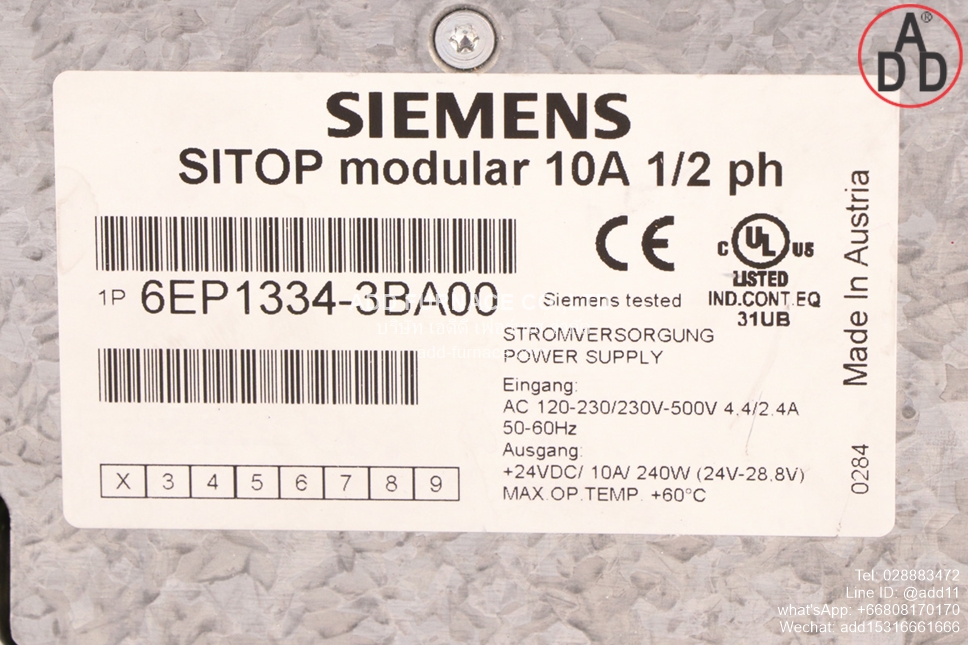 ADD®
SIEMENS
SITOP modular 10A 1/2 ph
C UL US
LISTED
IND.CONT.EQ
31UB
CE
1P 6EP1334-3BA00
Siemens tested
STROMVERSORGUNG
POWER SUPPLY
Eingang:
AC 120-230/230V-500V 4.4/2.4A
50-60Hz
Ausgang:
+24VDC/ 10A/ 240W (24V-28.8V)
MAX.OP.TEMP. +60°C
X 3 4 5 6 7 8 9
Made In Austria
0284
Tel. 028883472
Line ID: @add11
what'sApp: +66808170170
Wechat: add15316661666